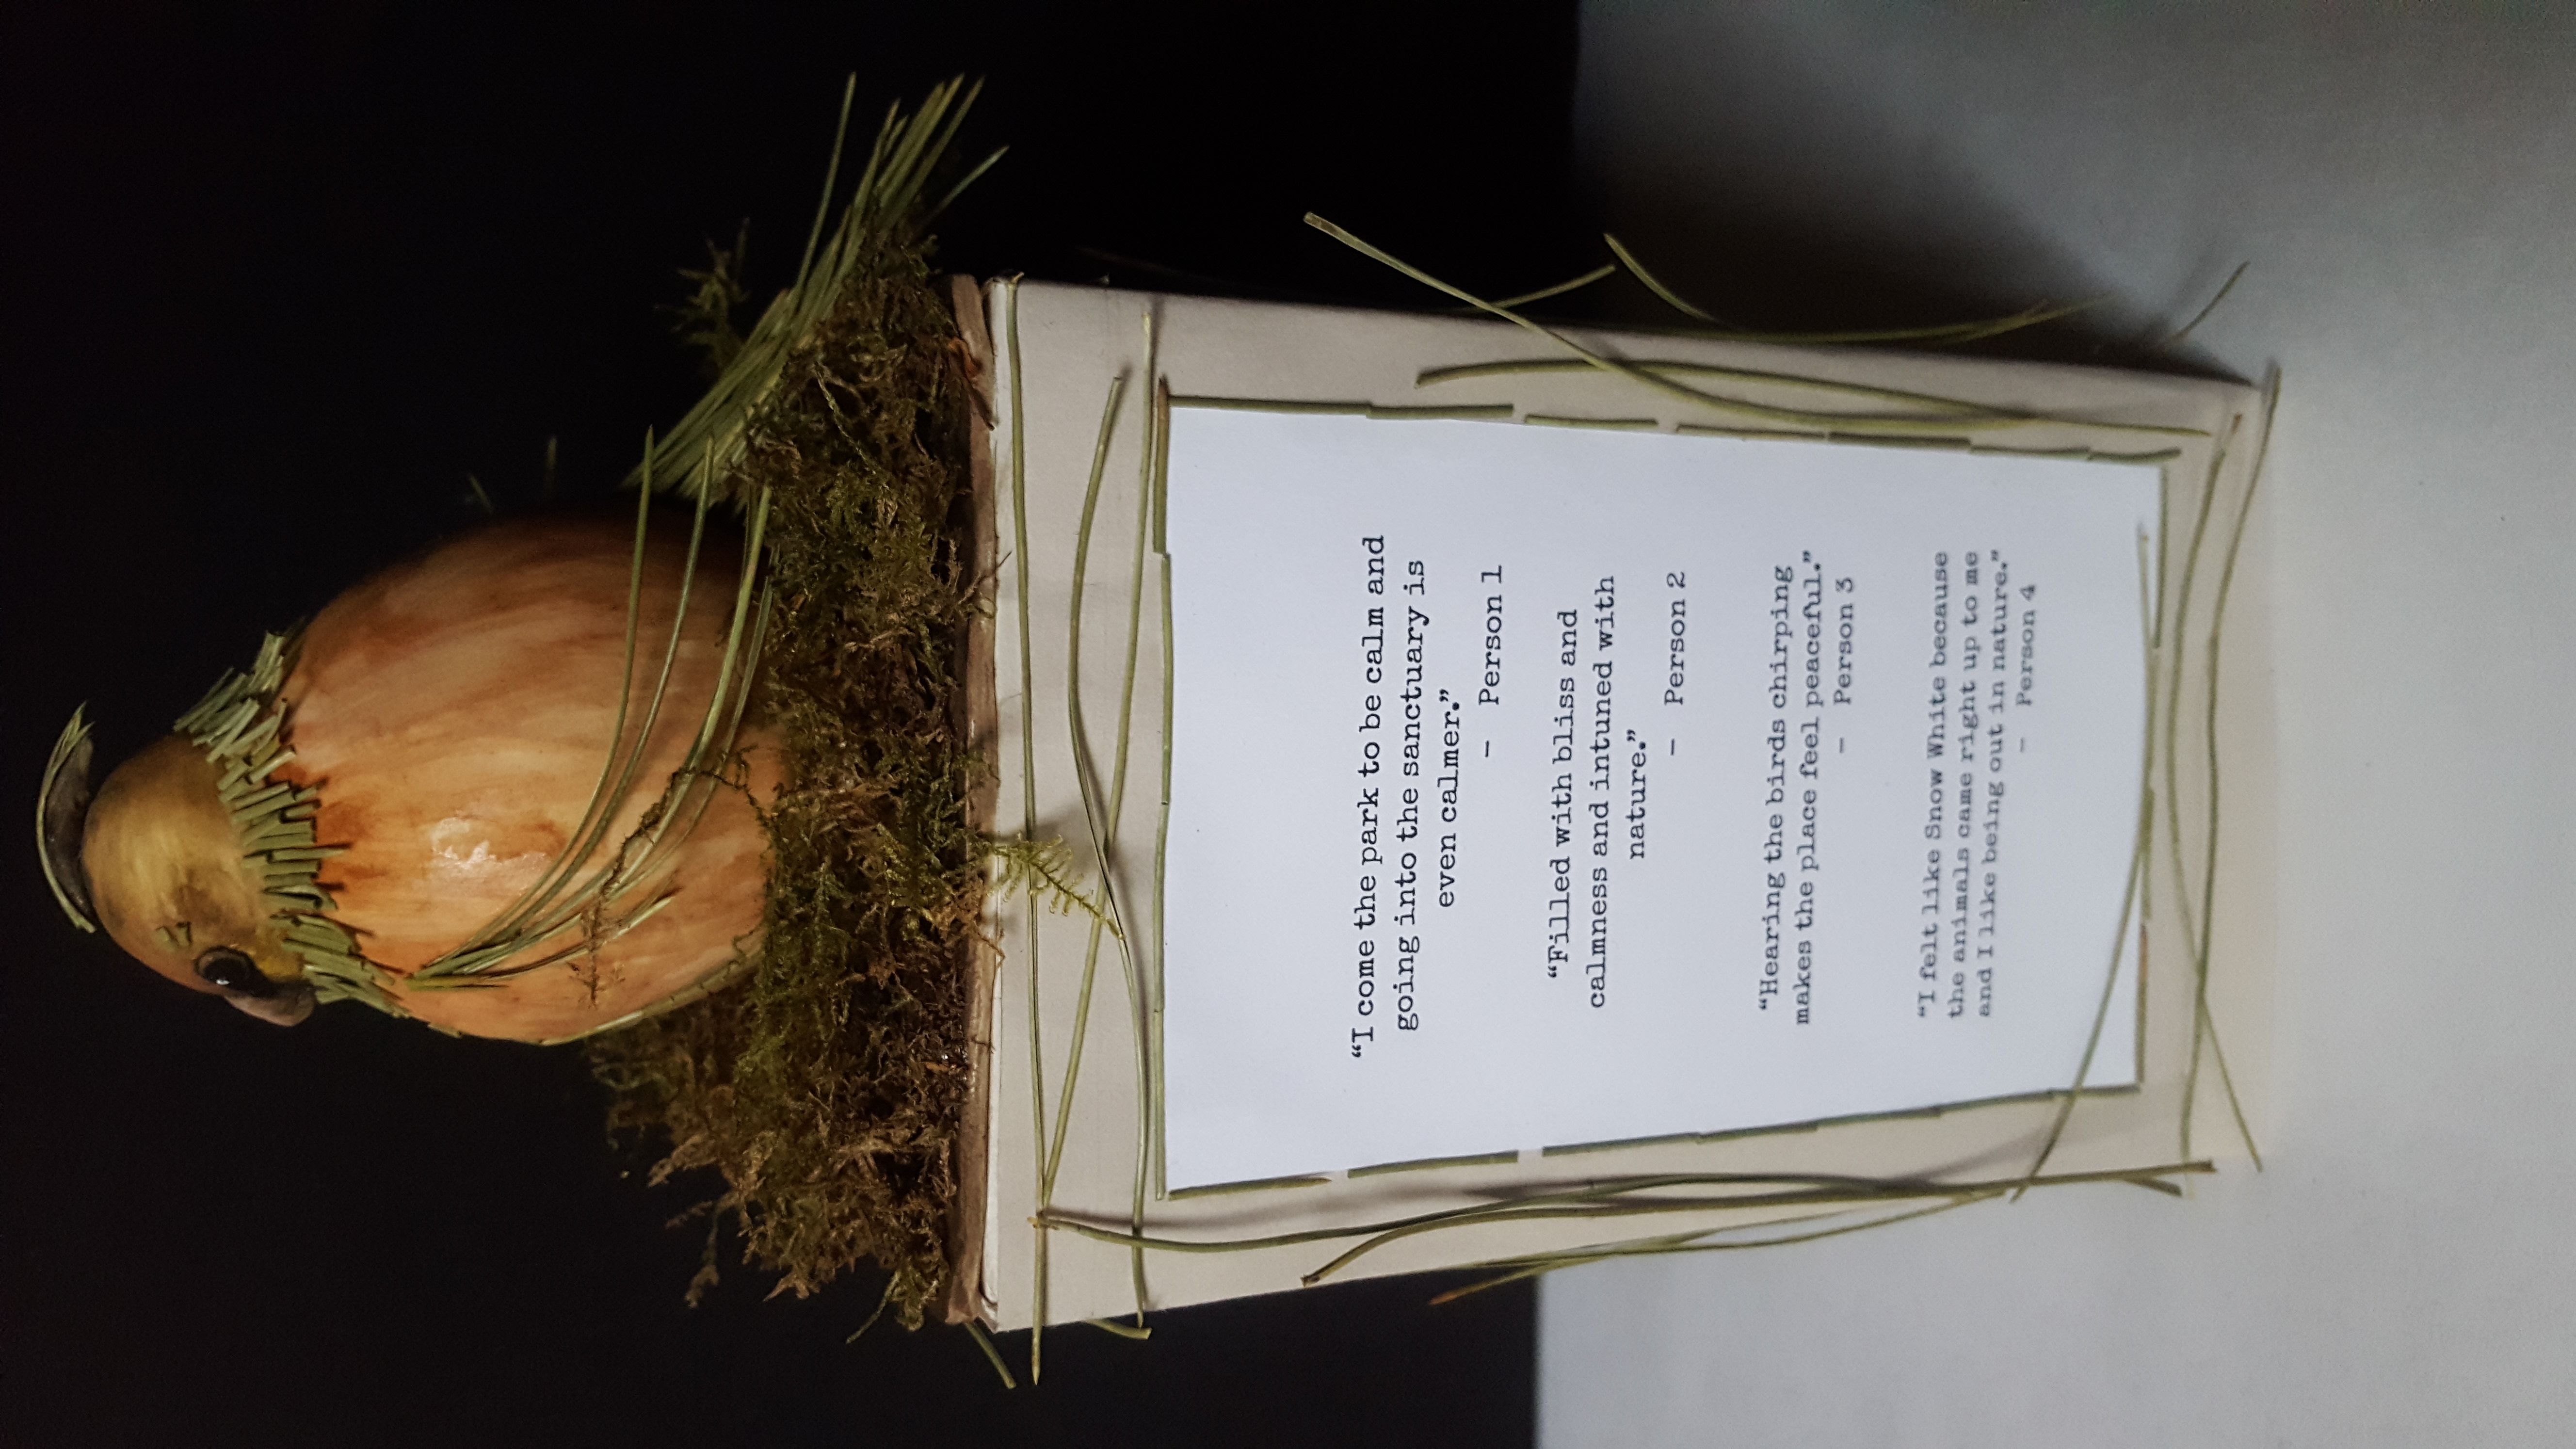 “I come the park to be calm and
going into the sanctuary is
even calmer.”
– Person 1
“Filled with bliss and
calmness and intuned with
nature.”
– Person 2
“Hearing the birds chirping
makes the place feel peaceful.”
– Person 3
“I felt like Snow White because
the animals came right up to me
and I like being out in nature.”
– Person 4